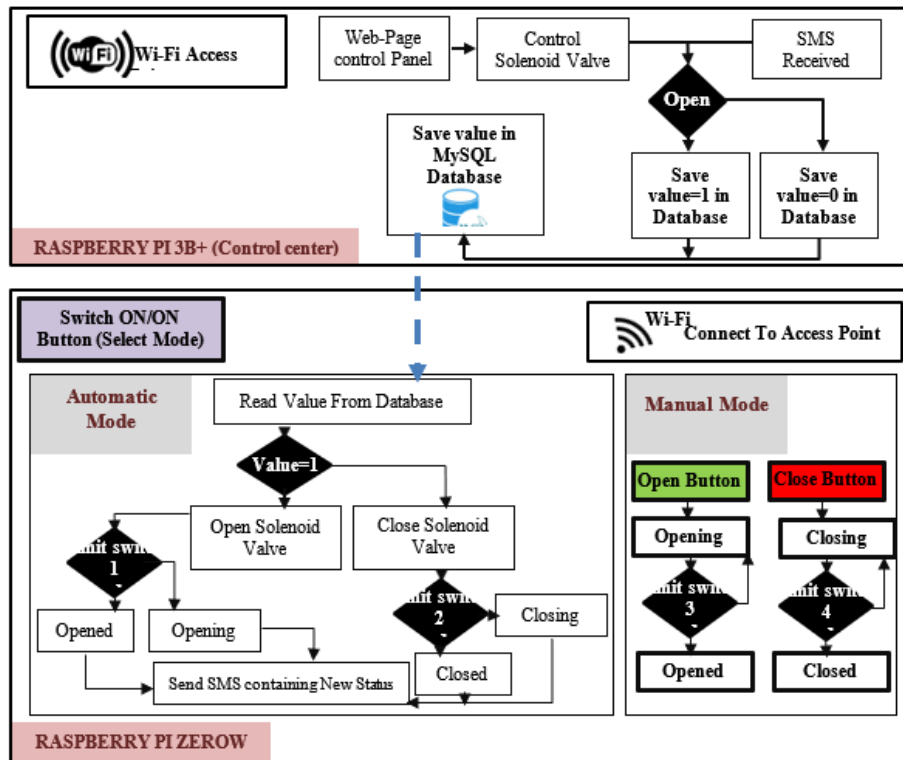 Wi Fi
Wi-Fi Access
Web-Page
control Panel
Control
Solenoid Valve
SMS
Received
Open
Save value in
MySQL
Database
Save
value=1 in
Database
Save
value=0 in
Database
RASPBERRY PI 3B+ (Control center)
Switch ON/ON
Button (Select Mode)
Wi-Fi
Connect To Access Point
Automatic
Mode
Read Value From Database
Manual Mode
Value=1
Open Button
Close Button
Open Solenoid
Valve
Close Solenoid
Valve
Opening
Closing
1
2
3
4
Opened
Opening
Closing
Closed
Opened
Closed
Send SMS containing New Status
RASPBERRY PI ZEROW